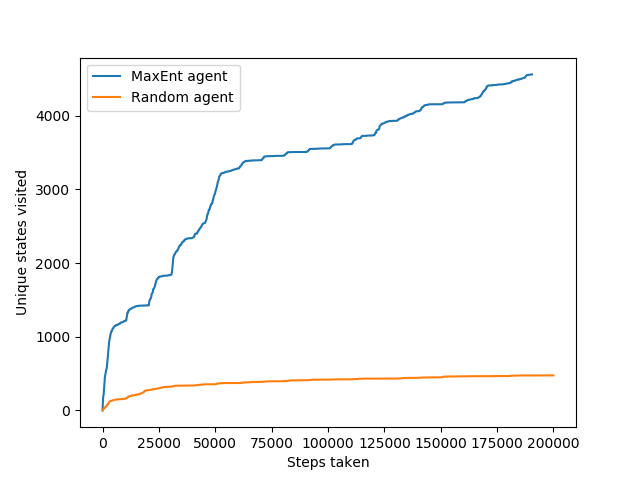 MaxEnt agent
Random agent
Unique states visited
4000
3000
2000
1000
0
0 25000 50000 75000 100000 125000 150000 175000 200000
Steps taken